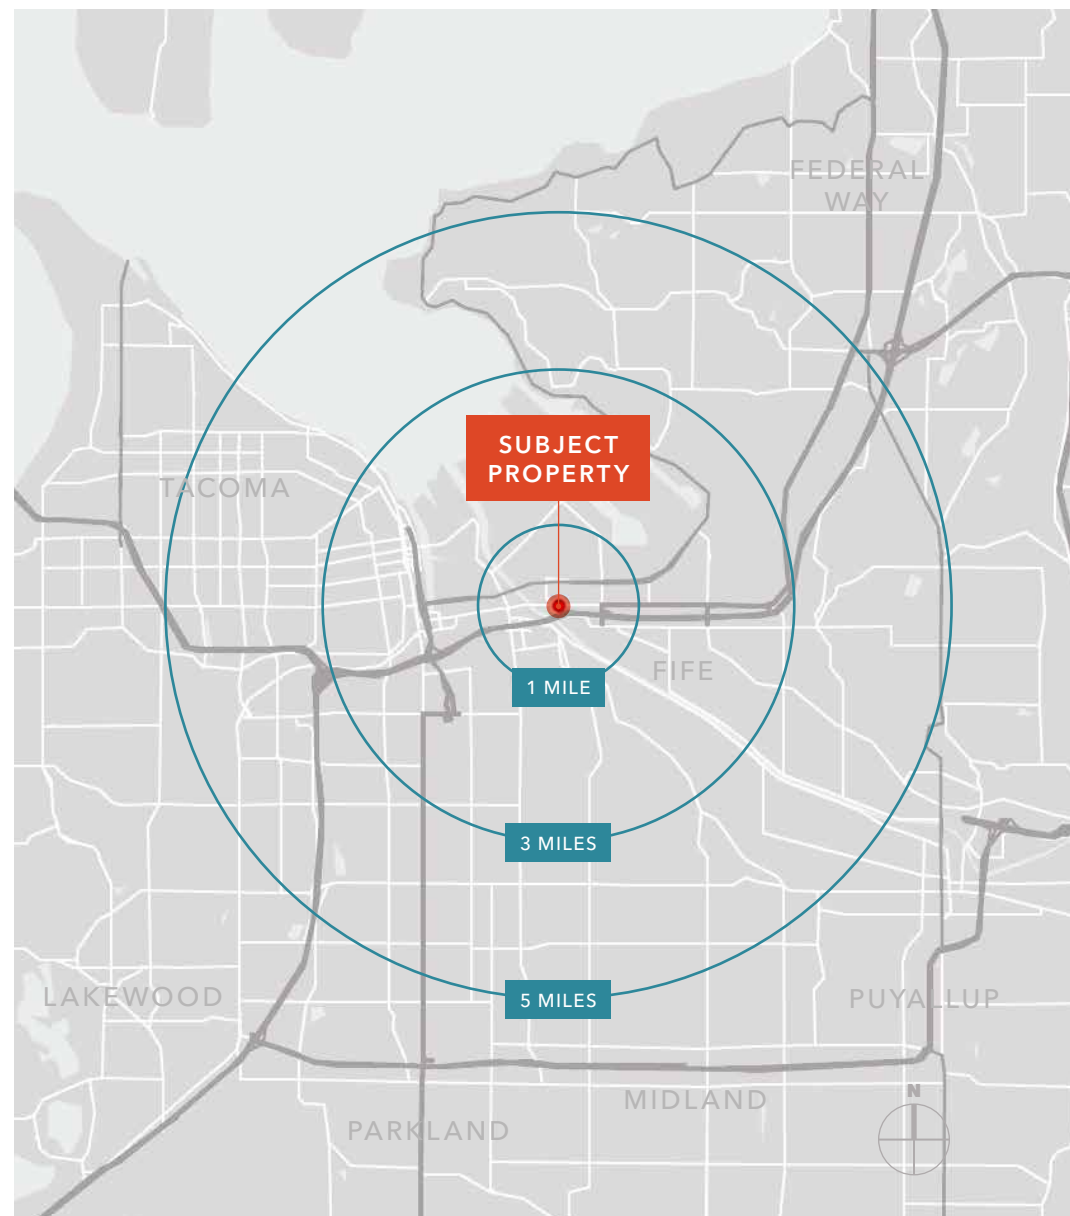 FEDERAL
WAY
SUBJECT
PROPERTY
TACOMA
FIFE
1 MILE
3 MILES
5 MILES
LAKEWOOD
PUYALLUP
N
MIDLAND
PARKLAND